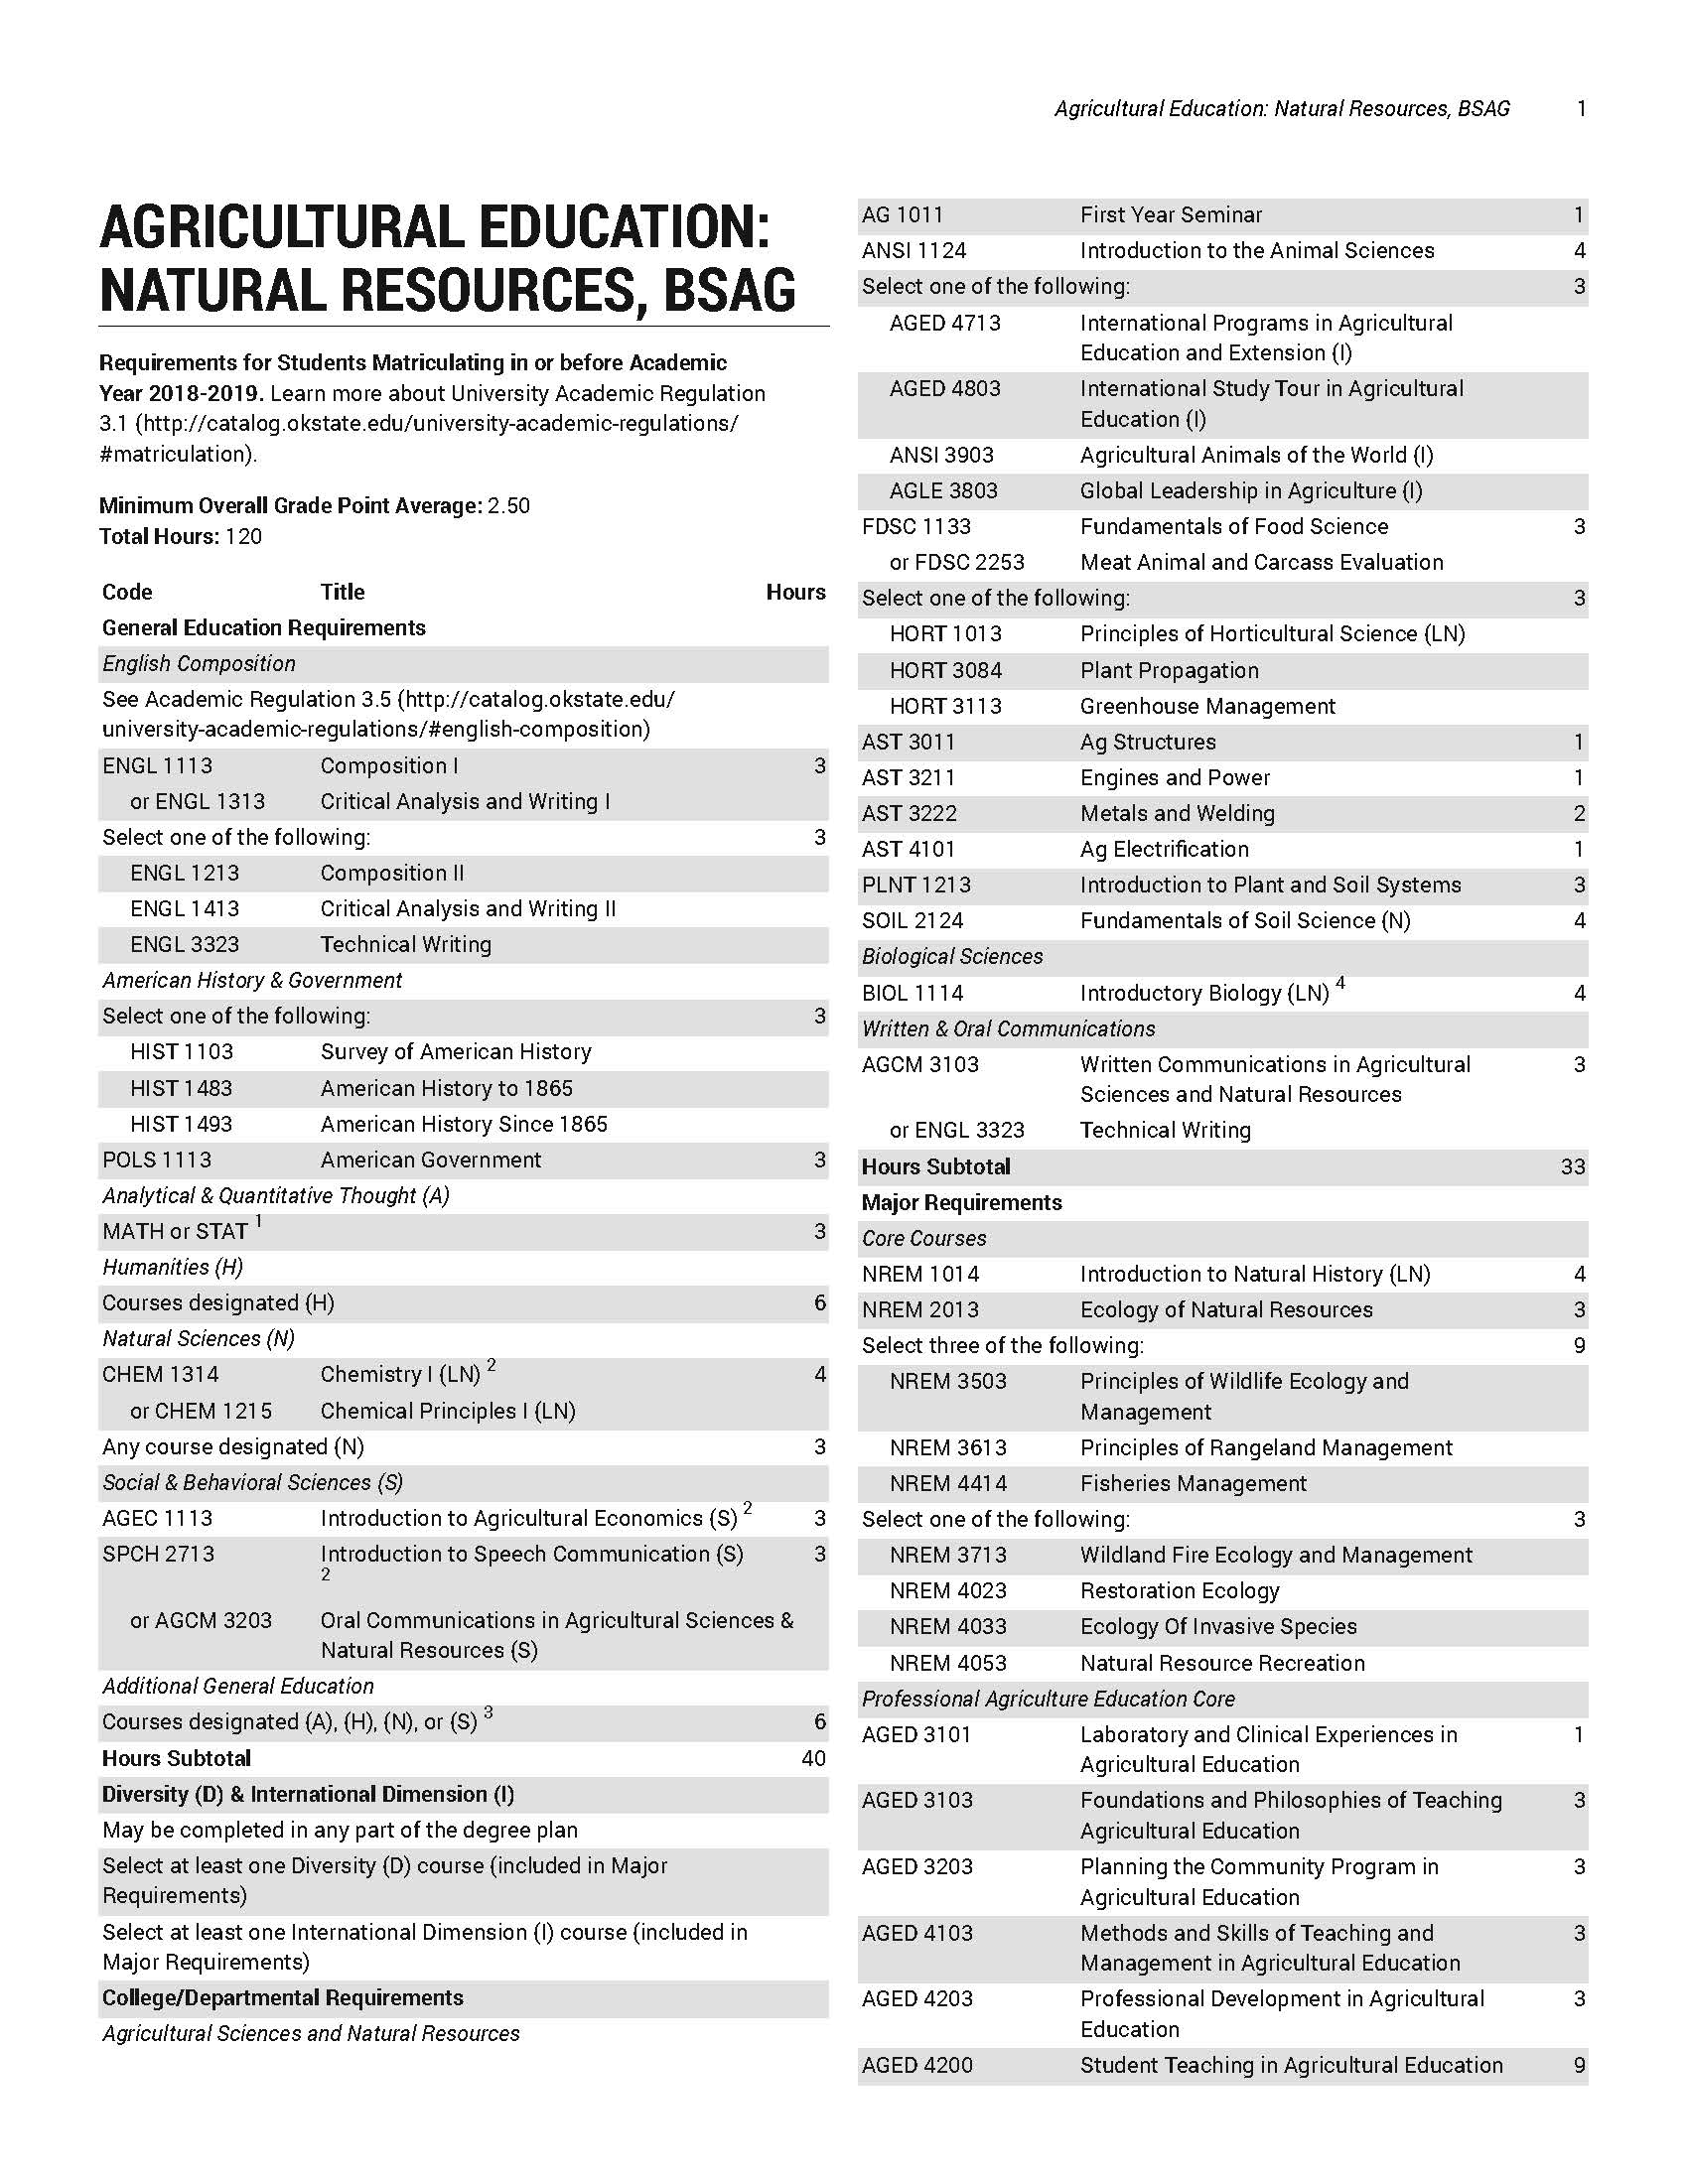 Agricultural Education: Natural Resources, BSAG 1
AGRICULTURAL EDUCATION:
NATURAL RESOURCES, BSAG
Requirements for Students Matriculating in or before Academic
Year 2018-2019. Learn more about University Academic Regulation
3.1 (http://catalog.okstate.edu/university-academic-regulations/
#matriculation).
Minimum Overall Grade Point Average: 2.50
Total Hours: 120
Code Title Hours
General Education Requirements
English Composition
See Academic Regulation 3.5 (http://catalog.okstate.edu/
university-academic-regulations/#english-composition)
ENGL 1113 Composition I 3
or ENGL 1313 Critical Analysis and Writing I
Select one of the following: 3
ENGL 1213 Composition II
ENGL 1413 Critical Analysis and Writing II
ENGL 3323 Technical Writing
American History & Government
Select one of the following: 3
HIST 1103 Survey of American History
HIST 1483 American History to 1865
HIST 1493 American History Since 1865
POLS 1113 American Government 3
Analytical & Quantitative Thought (A)
MATH or STAT 1 3
Humanities (H)
Courses designated (H) 6
Natural Sciences (N)
CHEM 1314 Chemistry I (LN) 2 4
or CHEM 1215 Chemical Principles I (LN)
Any course designated (N) 3
Social & Behavioral Sciences (S)
AGEC 1113 Introduction to Agricultural Economics (S) 2 3
SPCH 2713 Introduction to Speech Communication (S) 3
2
or AGCM 3203 Oral Communications in Agricultural Sciences &
Natural Resources (S)
Additional General Education
Courses designated (A), (H), (N), or (S) 3 6
Hours Subtotal 40
Diversity (D) & International Dimension (I)
May be completed in any part of the degree plan
Select at least one Diversity (D) course (included in Major
Requirements)
Select at least one International Dimension (I) course (included in
Major Requirements)
College/Departmental Requirements
Agricultural Sciences and Natural Resources
AG 1011 First Year Seminar 1
ANSI 1124 Introduction to the Animal Sciences 4
Select one of the following: 3
AGED 4713 International Programs in Agricultural
Education and Extension (I)
AGED 4803 International Study Tour in Agricultural
Education (I)
ANSI 3903 Agricultural Animals of the World (I)
AGLE 3803 Global Leadership in Agriculture (I)
FDSC 1133 Fundamentals of Food Science 3
or FDSC 2253 Meat Animal and Carcass Evaluation
Select one of the following: 3
HORT 1013 Principles of Horticultural Science (LN)
HORT 3084 Plant Propagation
HORT 3113 Greenhouse Management
AST 3011 Ag Structures 1
AST 3211 Engines and Power 1
AST 3222 Metals and Welding 2
AST 4101 Ag Electrification 1
PLNT 1213 Introduction to Plant and Soil Systems 3
SOIL 2124 Fundamentals of Soil Science (N) 4
Biological Sciences
BIOL 1114 Introductory Biology (LN) 4 4
Written & Oral Communications
AGCM 3103 Written Communications in Agricultural 3
Sciences and Natural Resources
or ENGL 3323 Technical Writing
Hours Subtotal 33
Major Requirements
Core Courses
NREM 1014 Introduction to Natural History (LN) 4
NREM 2013 Ecology of Natural Resources 3
Select three of the following: 9
NREM 3503 Principles of Wildlife Ecology and
Management
NREM 3613 Principles of Rangeland Management
NREM 4414 Fisheries Management
Select one of the following: 3
NREM 3713 Wildland Fire Ecology and Management
NREM 4023 Restoration Ecology
NREM 4033 Ecology Of Invasive Species
NREM 4053 Natural Resource Recreation
Professional Agriculture Education Core
AGED 3101 Laboratory and Clinical Experiences in 1
Agricultural Education
AGED 3103 Foundations and Philosophies of Teaching 3
Agricultural Education
AGED 3203 Planning the Community Program in 3
Agricultural Education
AGED 4103 Methods and Skills of Teaching and 3
Management in Agricultural Education
AGED 4203 Professional Development in Agricultural 3
Education
AGED 4200 Student Teaching in Agricultural Education 9